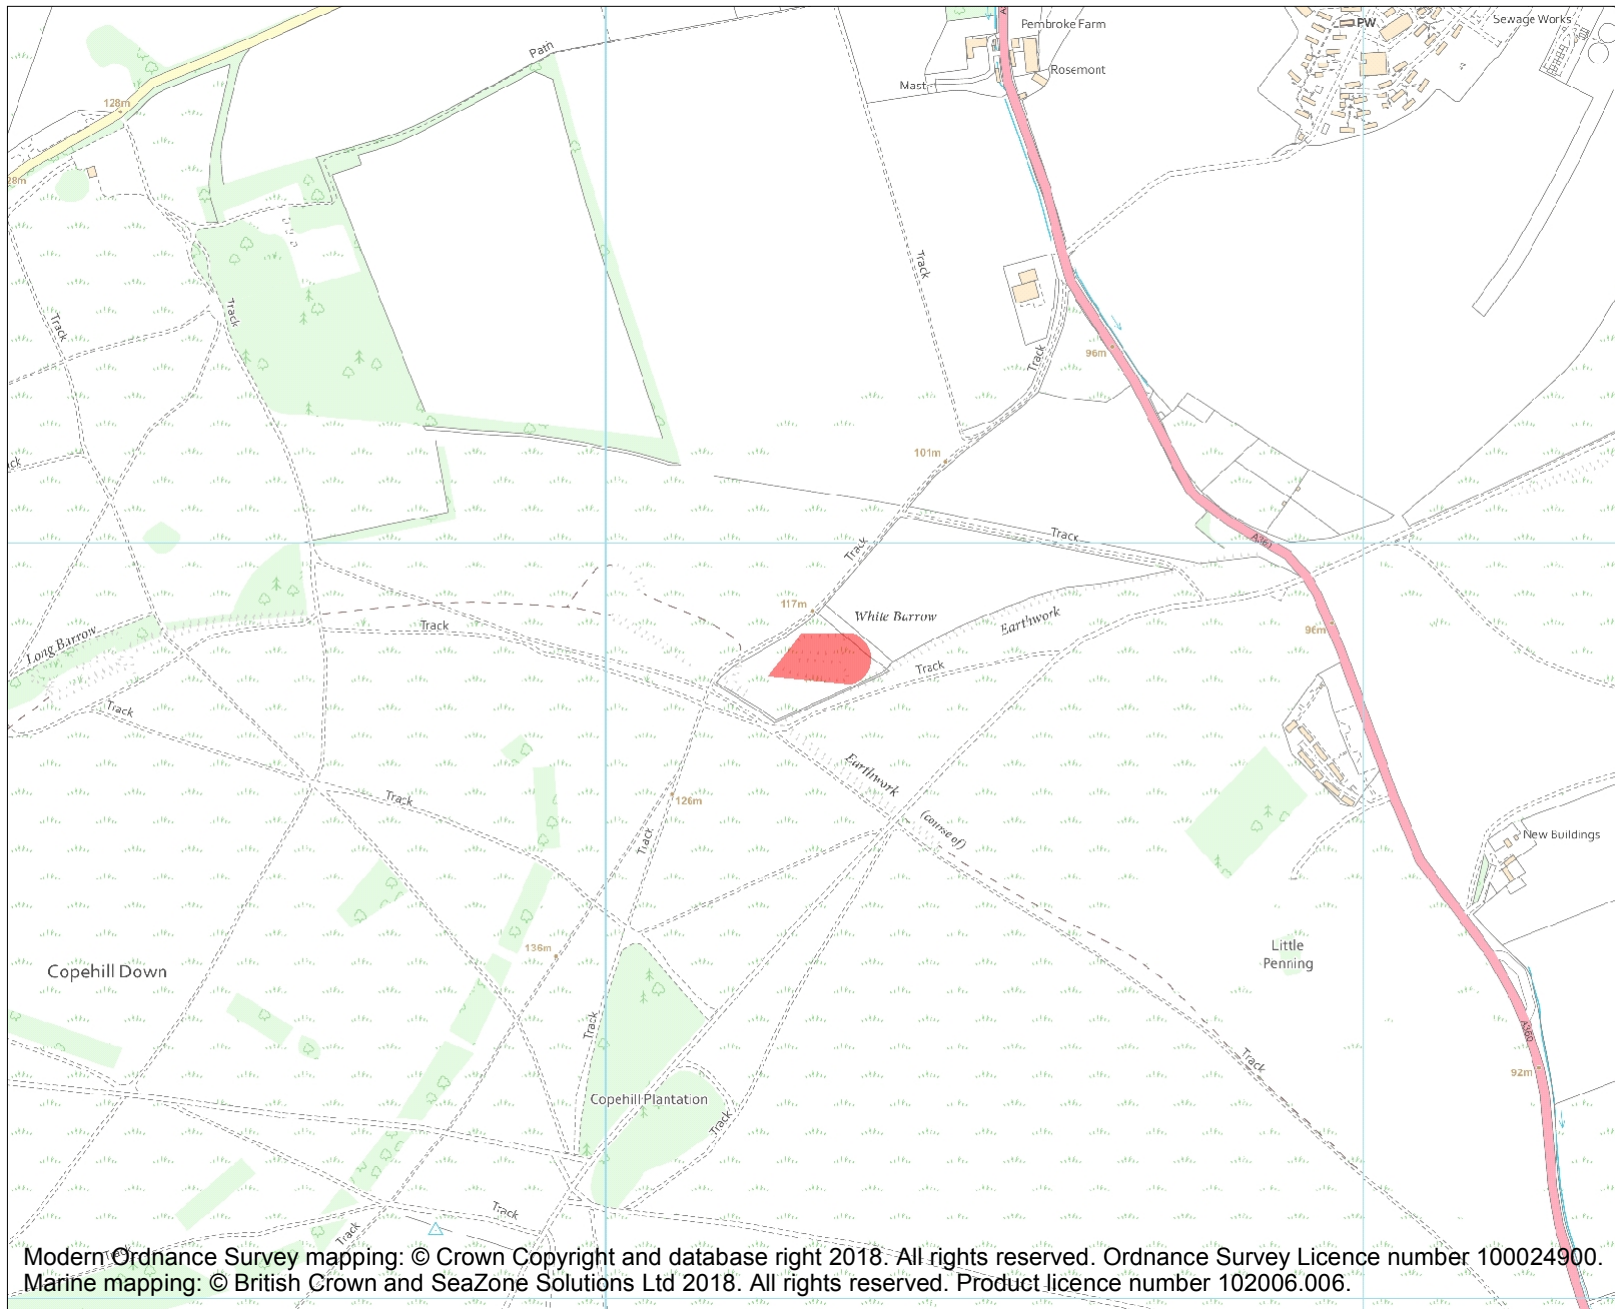 Pembroke Farm
PW
Sewage Works
Path
Rosemont
Mast
128m
28m
Track
Track
Track
Track
96m
101m
Track
A361
Track
117m
White Barrow
Earthwork
96m
Long Barrow
Track
Track
Track
Earthwork
(course of)
Track
126m
Track
New Buildings
136m
Little
Penning
Copehill Down
Track
A360
Track
92m
Copehill Plantation
Track
Track
Track
Track
Modern Ordnance Survey mapping: © Crown Copyright and database right 2018. All rights reserved. Ordnance Survey Licence number 100024900.
Marine mapping: © British Crown and SeaZone Solutions Ltd 2018. All rights reserved. Product licence number 102006.006.